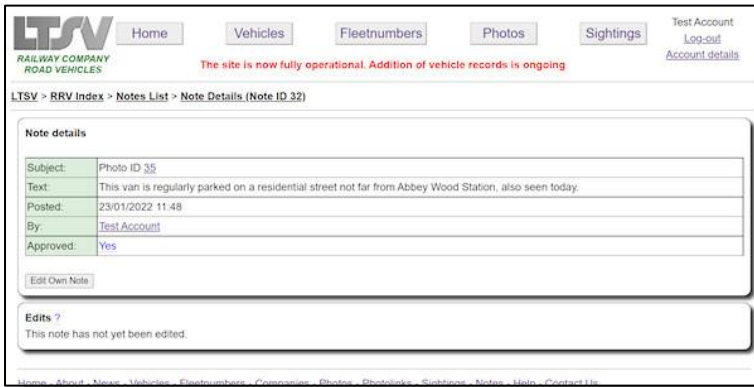 LTSV
RAILWAY COMPANY
ROAD VEHICLES
Home Vehicles Fleetnumbers Photos Sightings
Test Account
Log-out
Account details
The site is now fully operational. Addition of vehicle records is ongoing
LTSV > RRV Index > Notes List > Note Details (Note ID 32)
Note details
Subject: Photo ID 35
Text: This van is regularly parked on a residential street not far from Abbey Wood Station, also seen today.
Posted: 23/01/2022 11:48
By: Test Account
Approved: Yes
Edit Own Note
Edits ?
This note has not yet been edited.
Home - About - News - Vehicles - Fleetnumbers - Companies - Photos - Photolinks - Sightings - Notes - Help - Contact Us